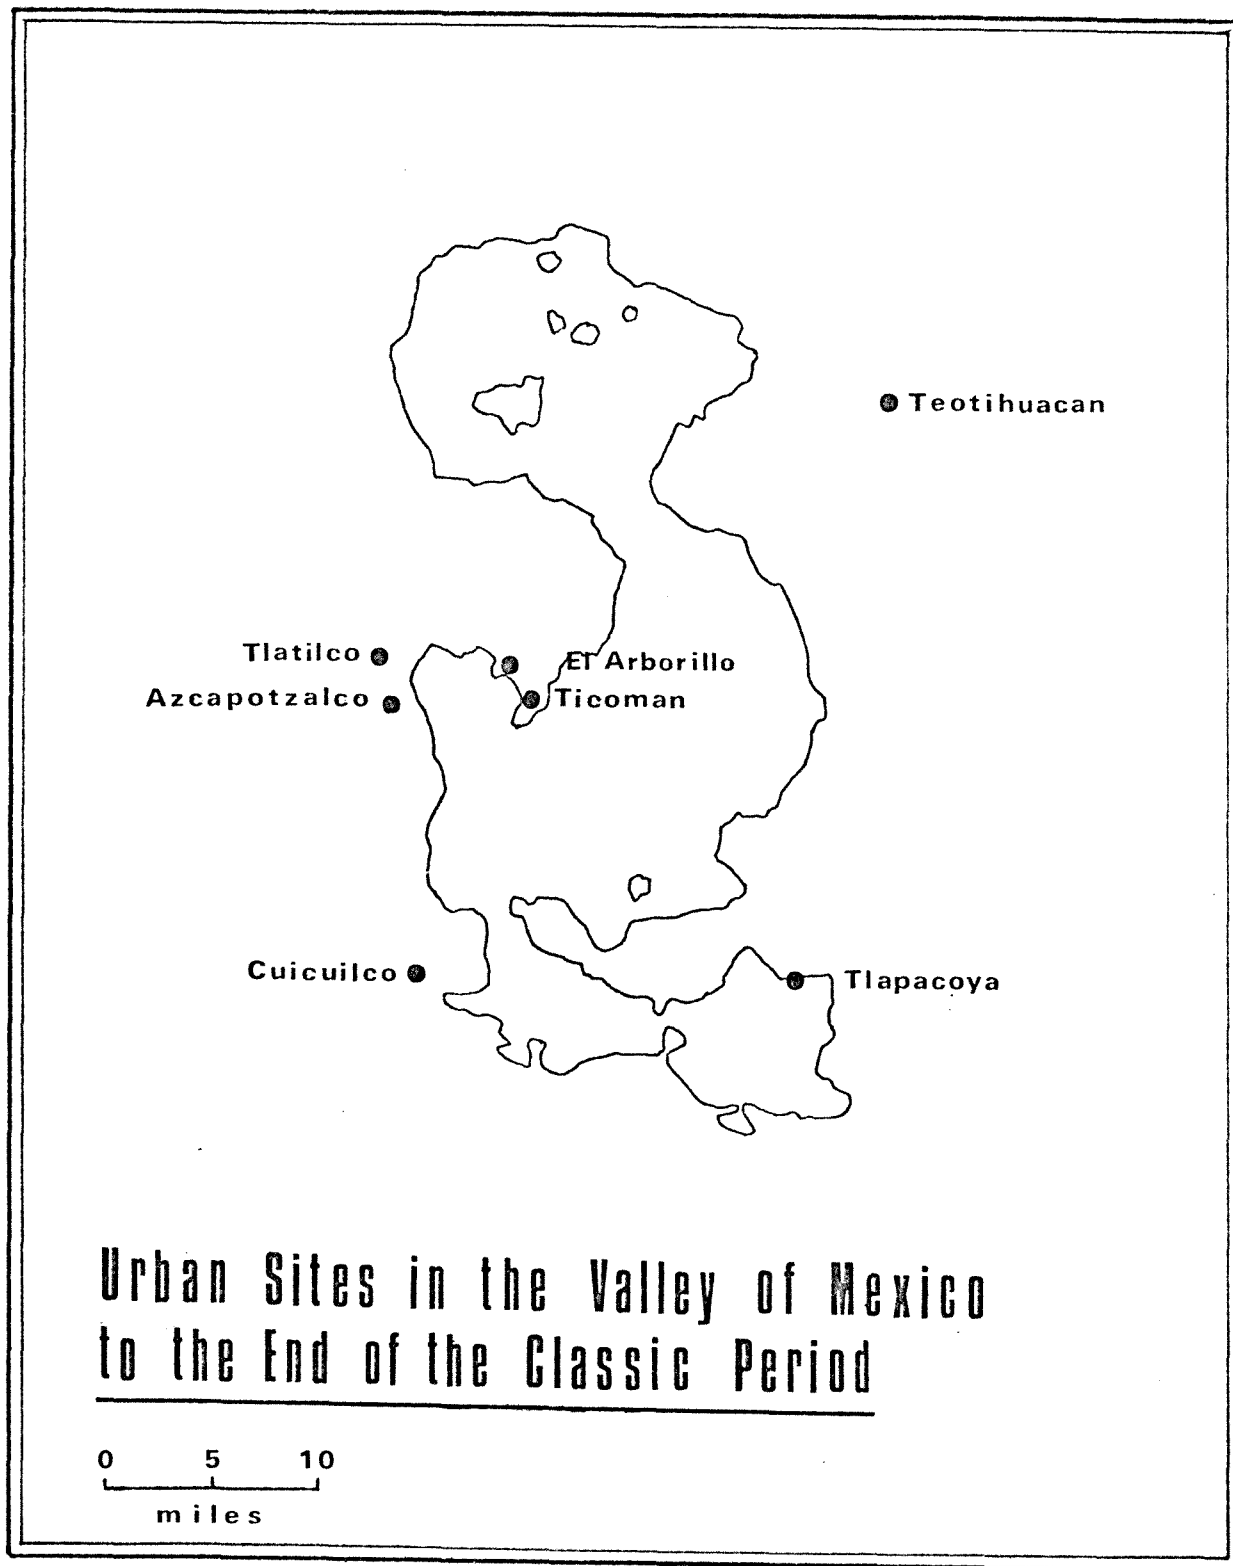 Teotihuacan
Tlatilco
El Arborillo
Azcapotzalco
Ticoman
Cuicuilco
Tlapacoya
Urban Sites in the Valley of Mexico
to the End of the Classic Period
0 5 10
miles